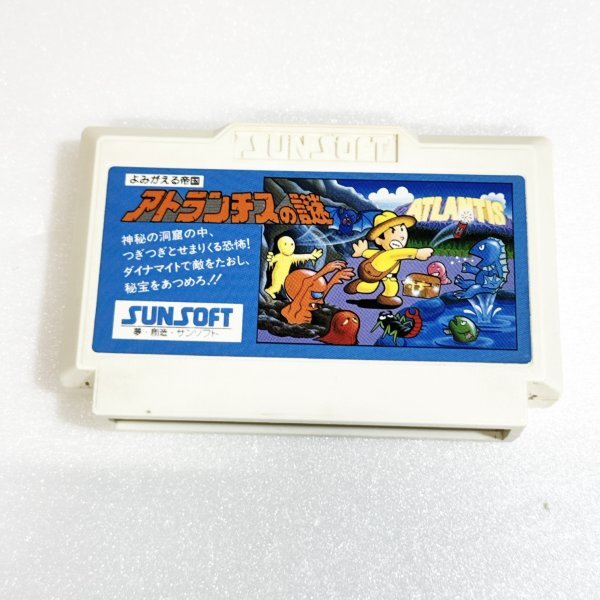 SUNSOFT
よみがえる帝国
アトランチスの謎
ATLANTIS
神秘の洞窟の中、
つぎつぎとせまりくる恐怖!
ダイナマイトで敵をたおし、
秘宝をあつめろ.!!
SUNSOFT
夢・創造・サンソフト